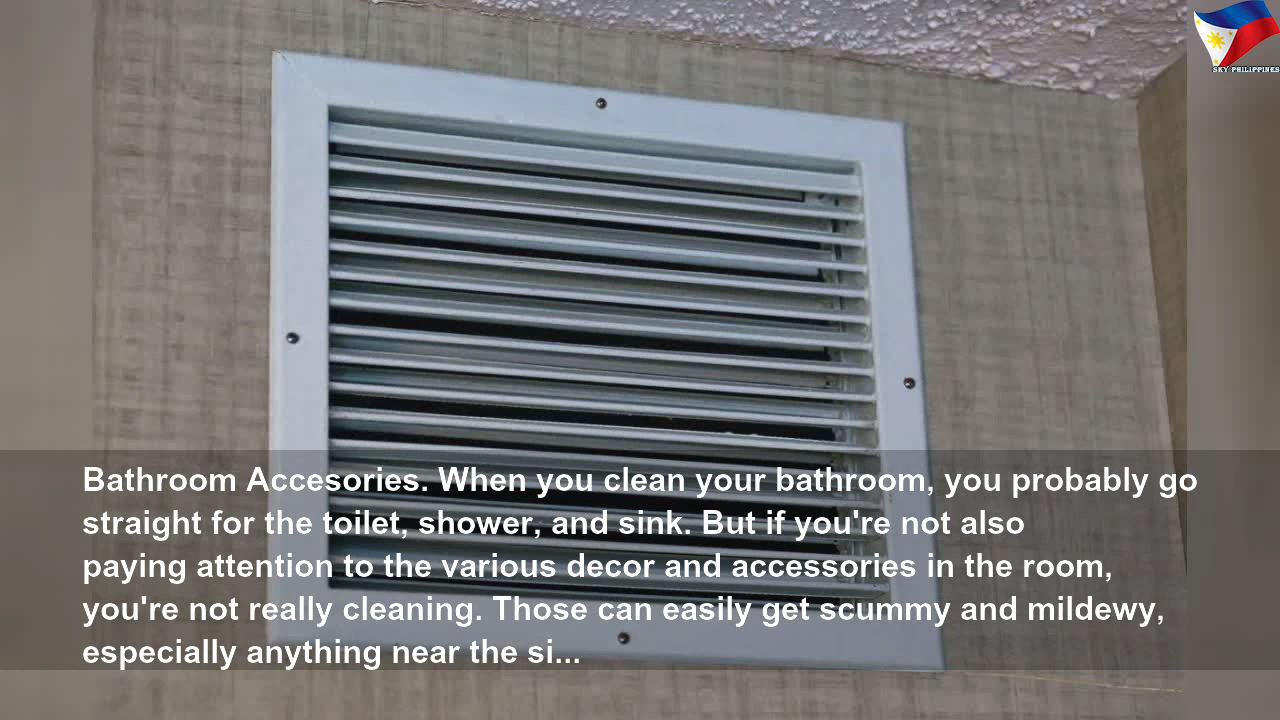 SKY PHILIPPINES
Bathroom Accesories. When you clean your bathroom, you probably go
straight for the toilet, shower, and sink. But if you're not also
paying attention to the various decor and accessories in the room,
you're not really cleaning. Those can easily get scummy and mildewy,
especially anything near the si...